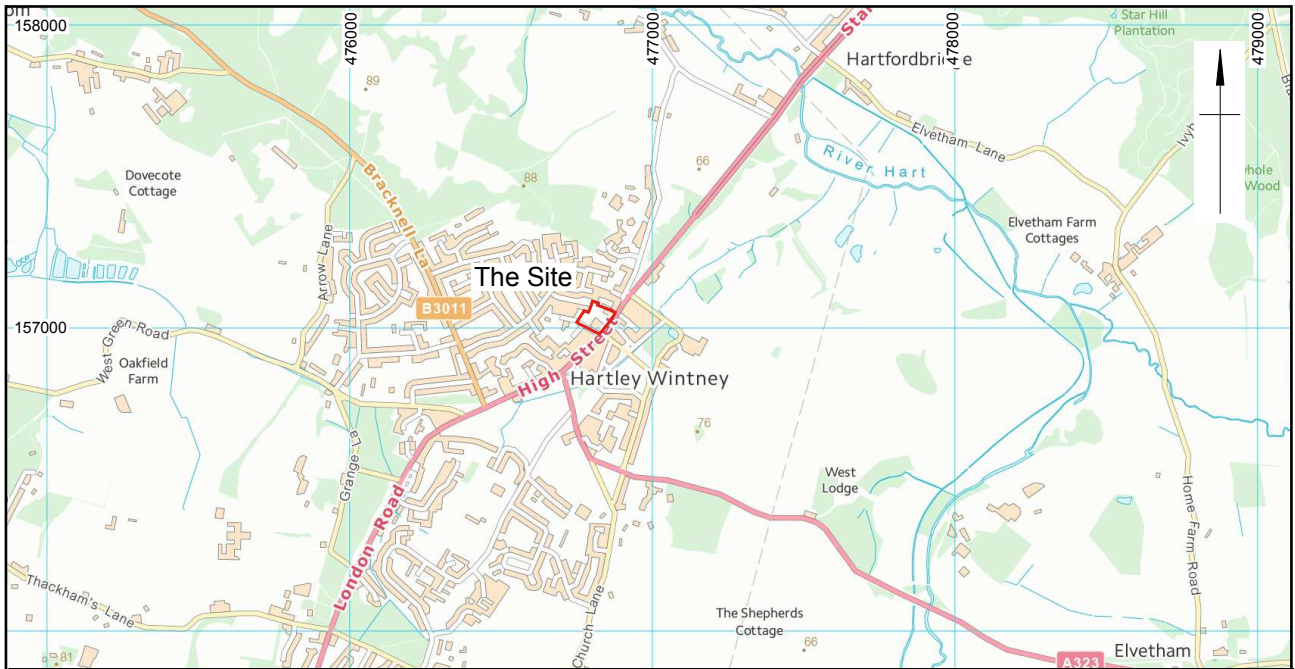 om
158000
476000
477000
478000
479000
Star Hill
Plantation
Hartfordbridge
Elvetham Lane
River Hart
89
66
88
Dovecote
Cottage
Bracknell La
Arrow Lane
whole
Wood
Elvetham Farm
Cottages
The Site
B3011
157000
West Green Road
Oakfield
Farm
High Street
Hartley Wintney
76
Grange La
West
Lodge
London Road
Home Farm Road
Thackham's Lane
Church Lane
The Shepherds
Cottage
66
81
A323
Elvetham